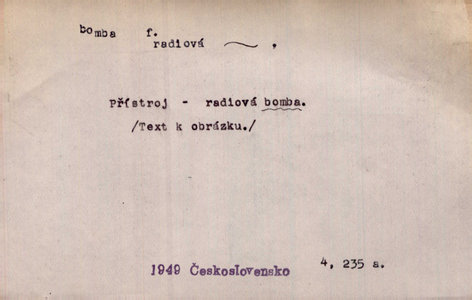 bomba f.
radiová ~ ,
Přístroj - radiová bomba.
/Text k obrázku./
1949 Československo 4, 235 a.